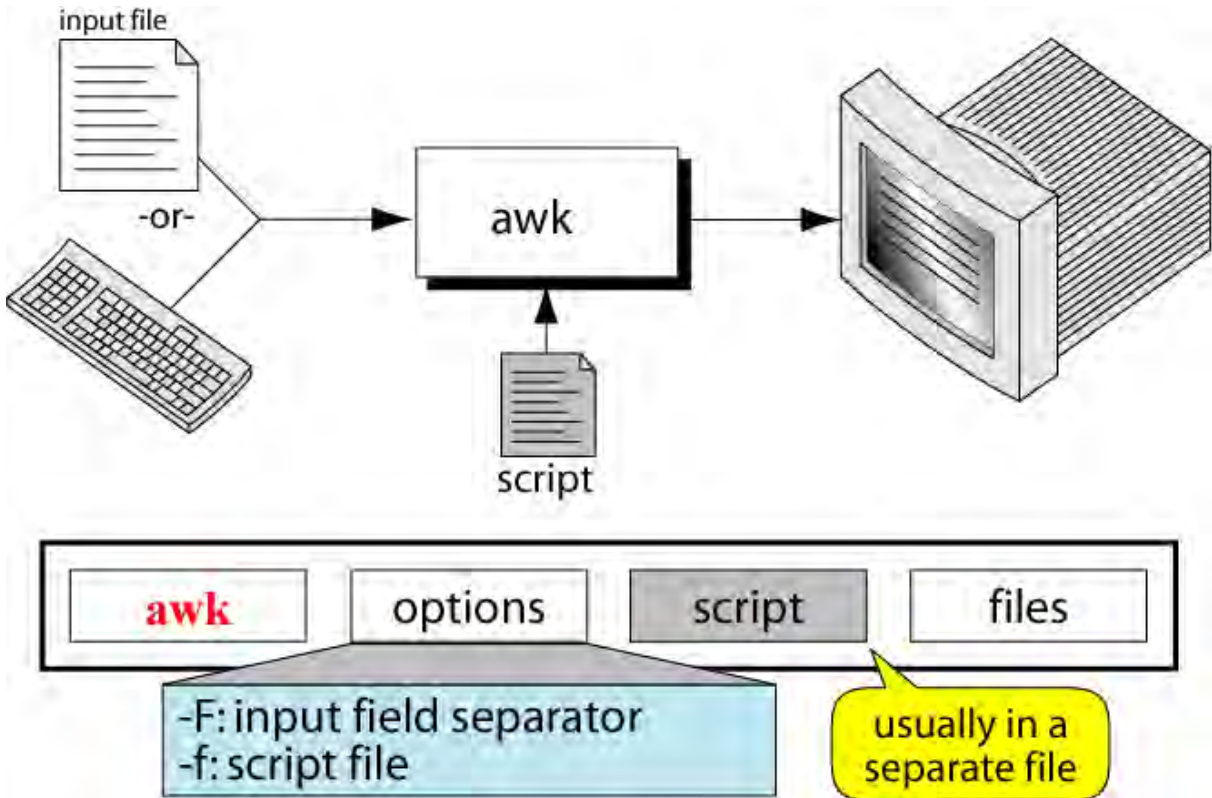 input file
-or-
awk
script
awk
options
script
files
-F: input field separator
-f: script file
usually in a
separate file